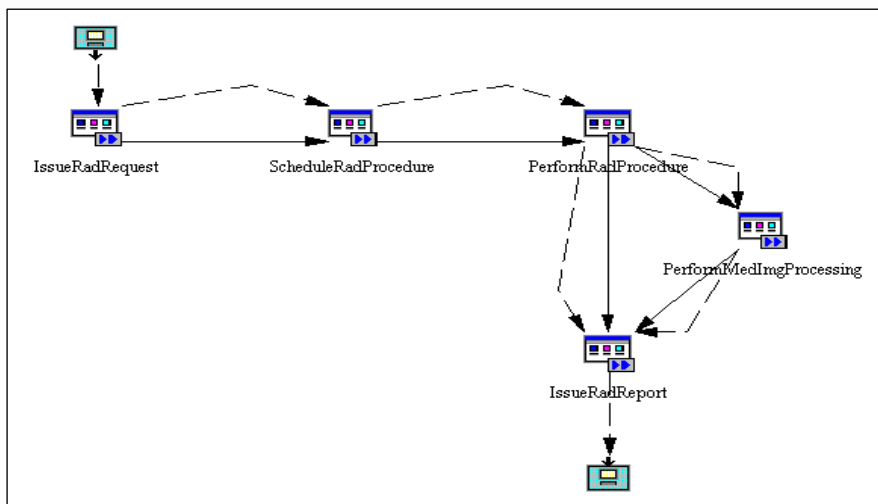 IssueRadRequest
ScheduleRadProcedure
PerformRadProcedure
PerformMedImgProcessing
IssueRadReport